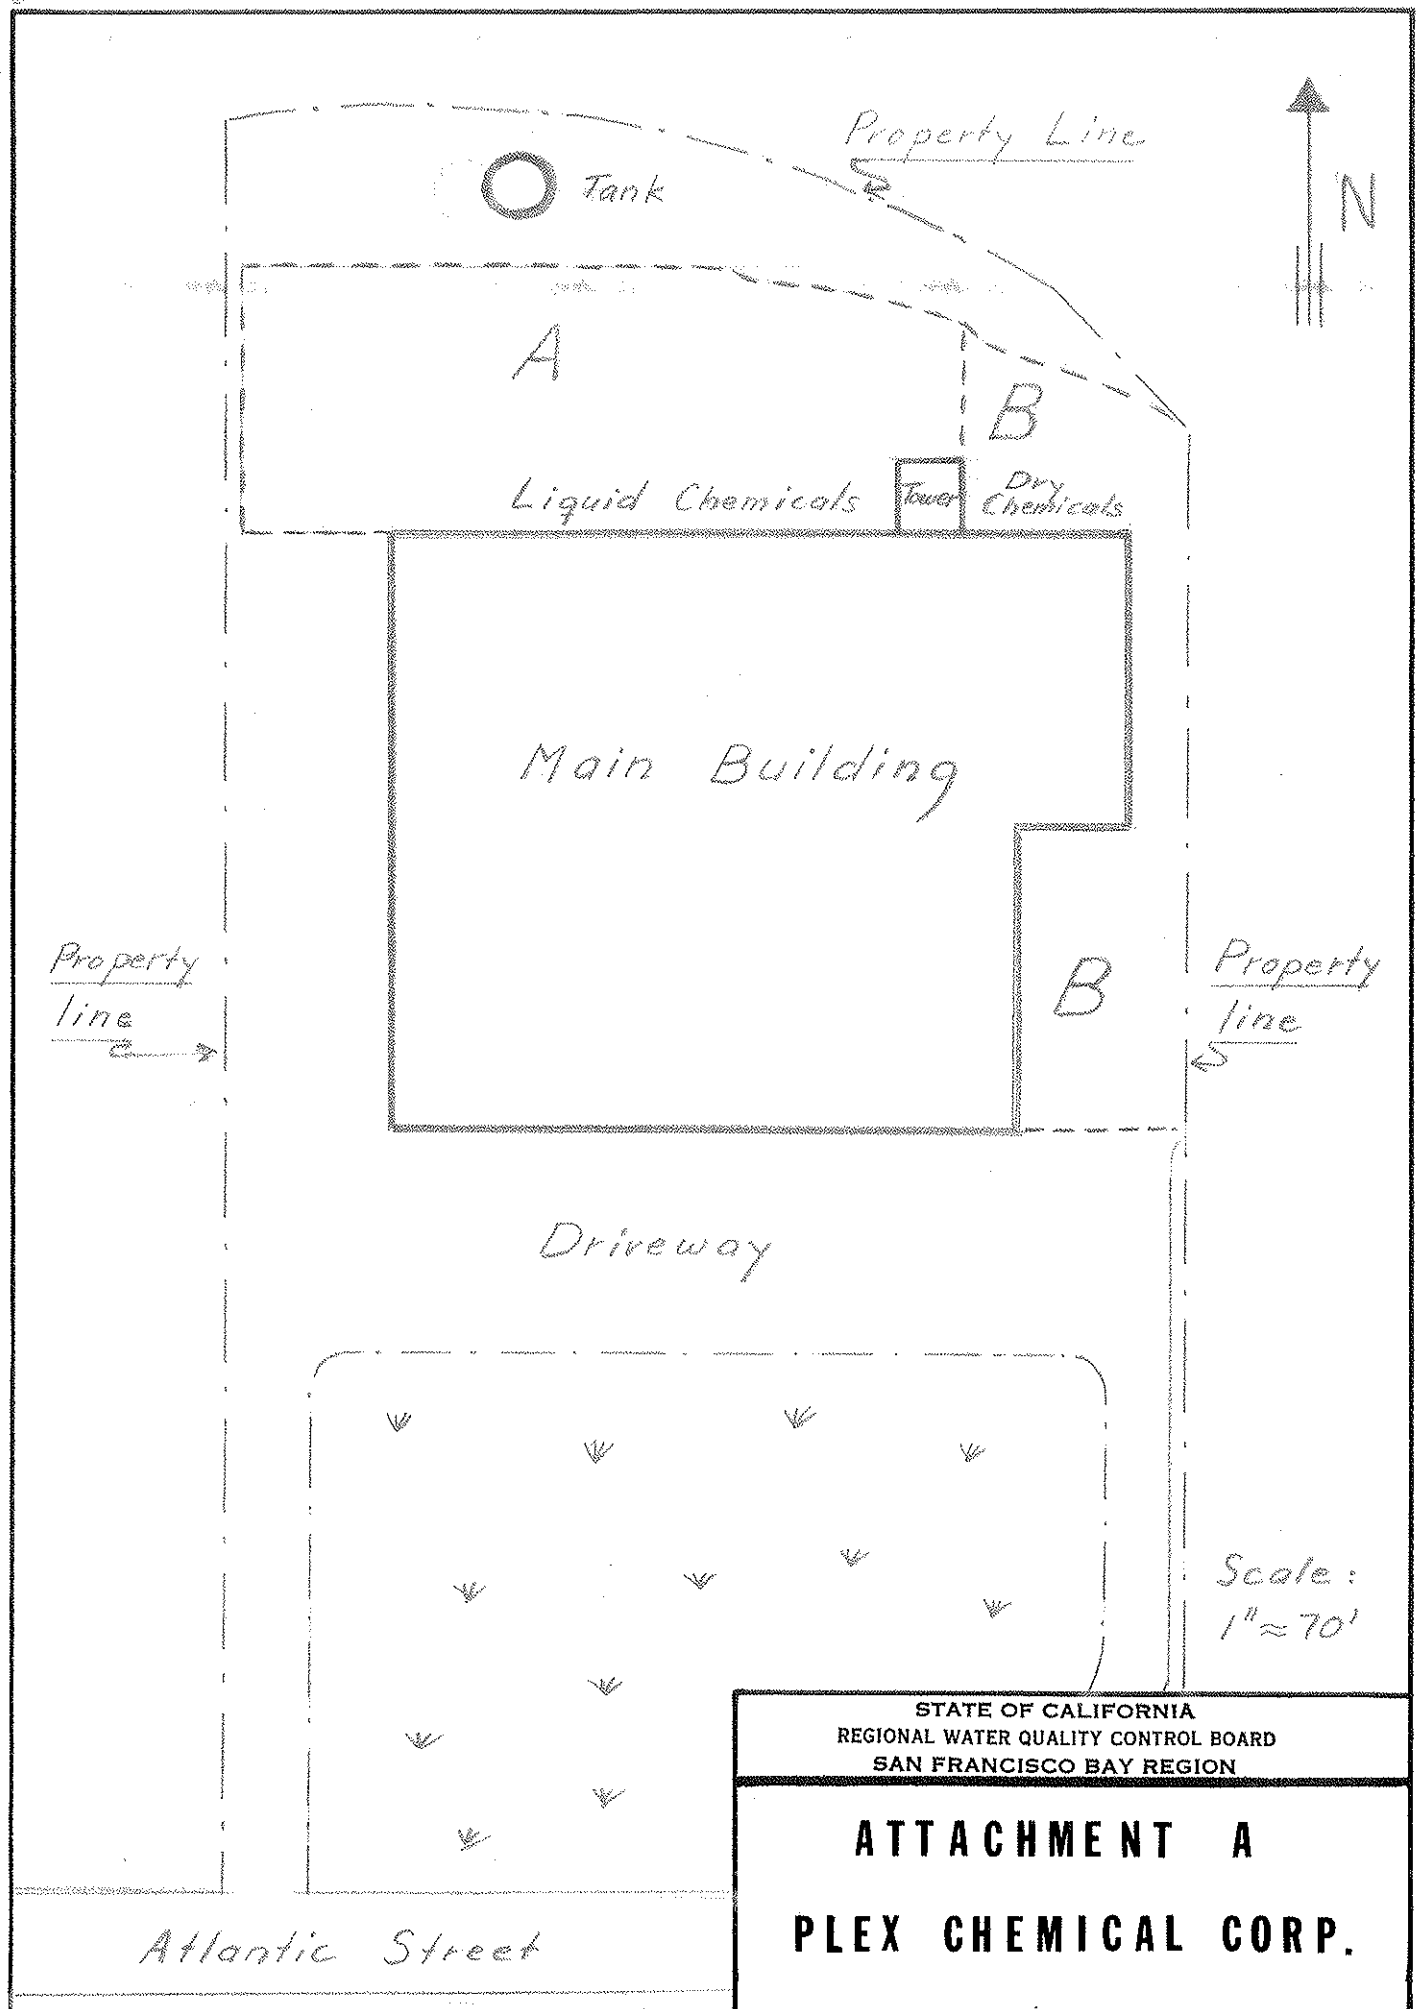 Property Line
Tank
N
A
B
Liquid Chemicals
Tower
Dry
Chemicals
Main Building
Property
line
B
Property
line
Driveway
Scale:
1"≈70'
STATE OF CALIFORNIA
REGIONAL WATER QUALITY CONTROL BOARD
SAN FRANCISCO BAY REGION
ATTACHMENT A
PLEX CHEMICAL CORP.
Atlantic Street